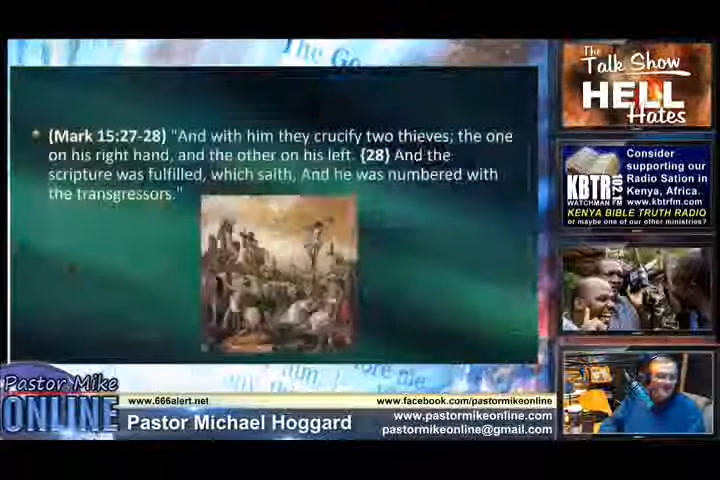 The Go
(Mark 15:27-28) "And with him they crucify two thieves; the one
on his right hand, and the other on his left. {28} And the
scripture was fulfilled, which saith, And he was numbered with
the transgressors."
The
Talk Show
HELL
Hates
Consider
supporting our
Radio Sation in
Kenya, Africa.
www.kbtrfm.com
KBTR 102.1
WATCHMAN FM
KENYA BIBLE TRUTH RADIO
or maybe one of our other ministries?
Pastor Mike
ONLINE
www.666alert.net
www.facebook.com/pastormikeonline
Pastor Michael Hoggard
www.pastormikeonline.com
pastormikeonline@gmail.com